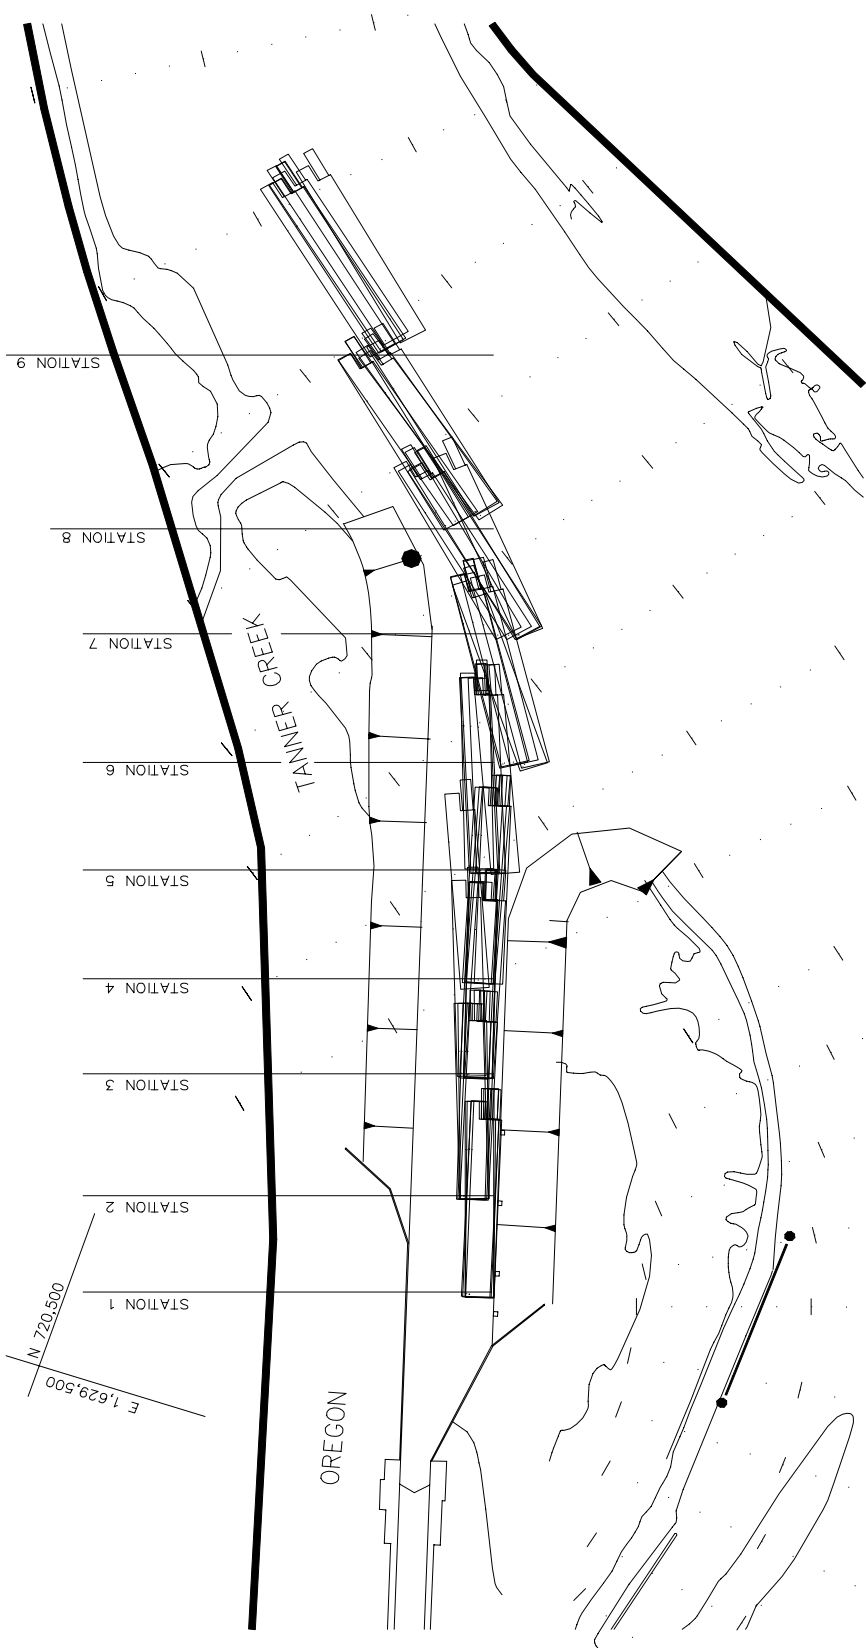 STATION 9
STATION 8
STATION 7
TANNER CREEK
STATION 6
STATION 5
STATION 4
STATION 3
STATION 2
STATION 1
N 720,500
E 1,629,500
OREGON